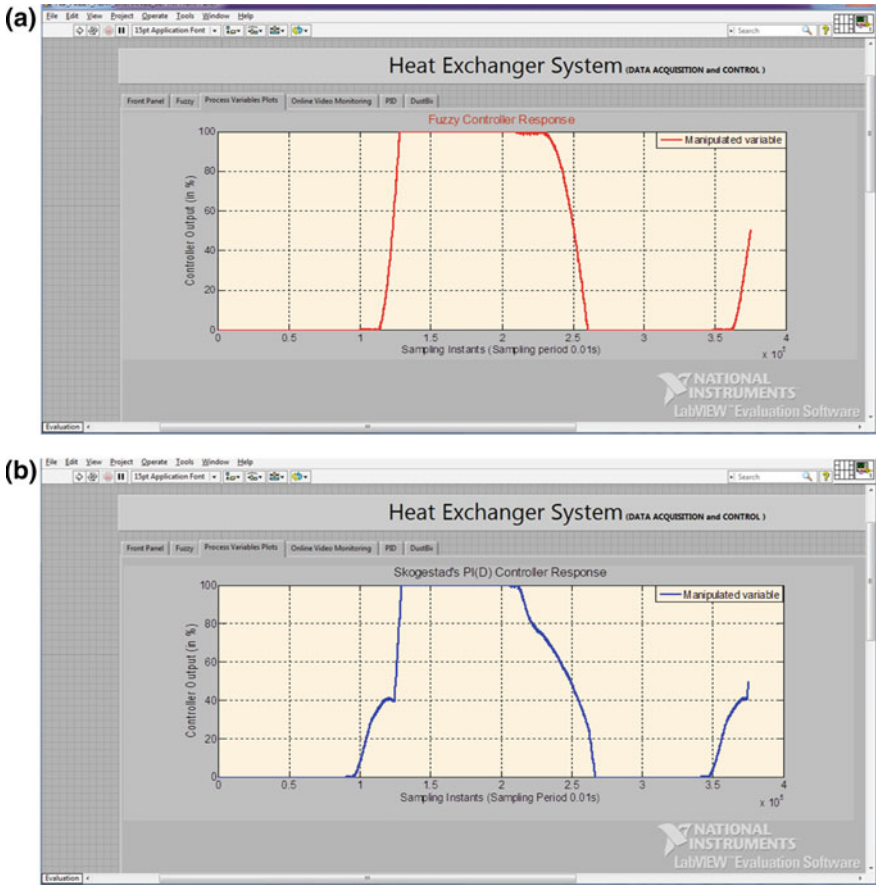 (a)
File Edit View Project Operate Tools Window Help
15pt Application Font
Search
Heat Exchanger System (DATA ACQUISITION and CONTROL )
Front Panel Fuzzy Process Variables Plots Online Video Monitoring PID DustBin
Fuzzy Controller Response
Manipulated variable
Controller Output (in %)
100
80
60
40
20
0
0 0.5 1 1.5 2 2.5 3 3.5 4
Sampling Instants (Sampling period 0.01s)
x 10
NATIONAL
INSTRUMENTS
LabVIEW™ Evaluation Software
Evaluation
(b)
File Edit View Project Operate Tools Window Help
15pt Application Font
Search
Heat Exchanger System (DATA ACQUISITION and CONTROL )
Front Panel Fuzzy Process Variables Plots Online Video Monitoring PID DustBin
Skogestad's PI(D) Controller Response
Manipulated variable
Controller Output (in %)
100
80
60
40
20
0
0 0.5 1 1.5 2 2.5 3 3.5 4
Sampling Instants (Sampling Period 0.01s)
x 10
NATIONAL
INSTRUMENTS
LabVIEW™ Evaluation Software
Evaluation